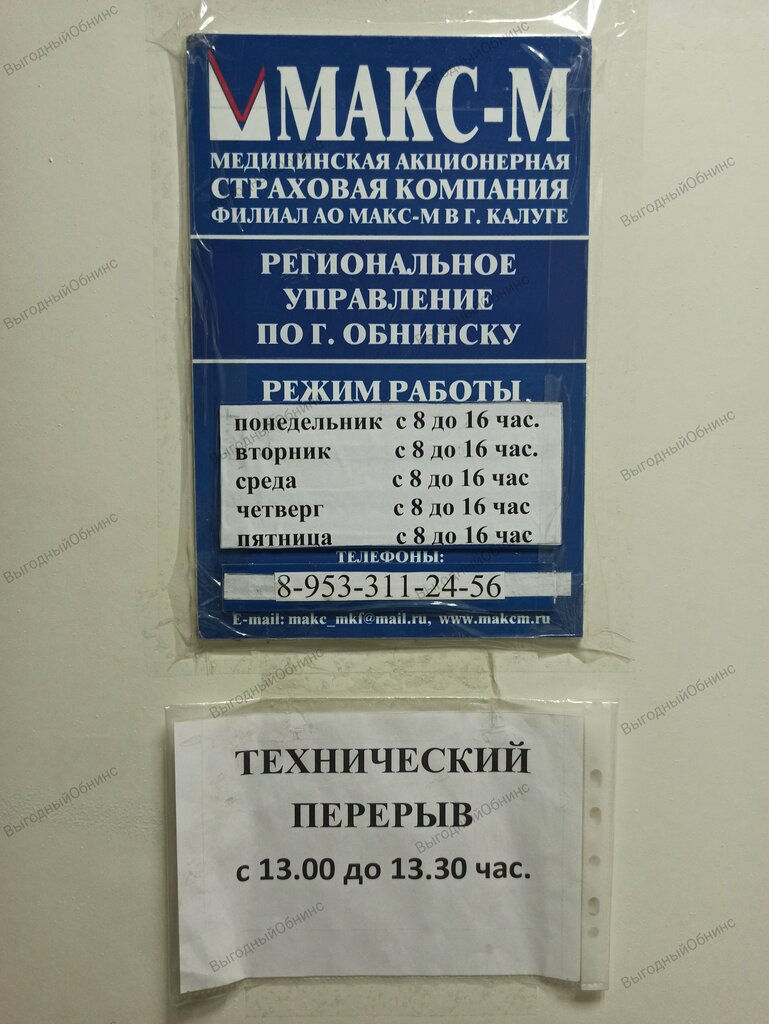 МАКС-М
МЕДИЦИНСКАЯ АКЦИОНЕРНАЯ
СТРАХОВАЯ КОМПАНИЯ
ФИЛИАЛ АО МАКС-М В Г. КАЛУГЕ
РЕГИОНАЛЬНОЕ
УПРАВЛЕНИЕ
ПО Г. ОБНИНСКУ
РЕЖИМ РАБОТЫ
понедельник с 8 до 16 час.
вторник с 8 до 16 час.
среда с 8 до 16 час
четверг с 8 до 16 час
пятница с 8 до 16 час
ТЕЛЕФОНЫ:
8-953-311-24-56
E-mail: makc_mkf@mail.ru, www.makcm.ru
ТЕХНИЧЕСКИЙ
ПЕРЕРЫВ
с 13.00 до 13.30 час.
ВыгодныйОбнинс